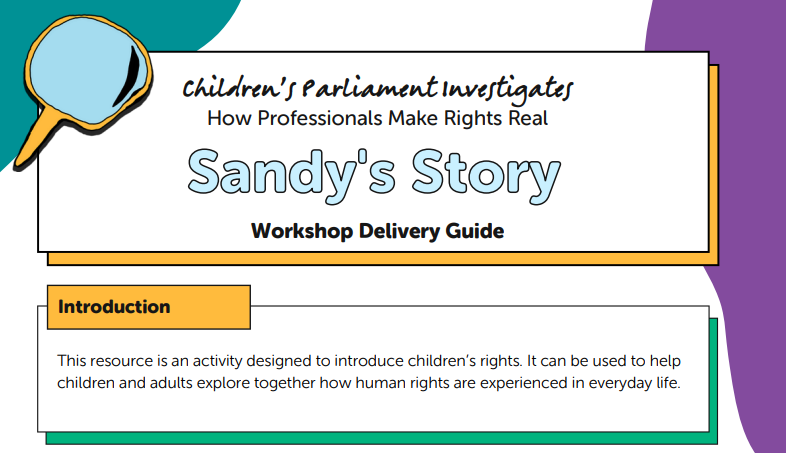 Children's Parliament Investigates
How Professionals Make Rights Real
Sandy's Story
Workshop Delivery Guide
Introduction
This resource is an activity designed to introduce children’s rights. It can be used to help
children and adults explore together how human rights are experienced in everyday life.